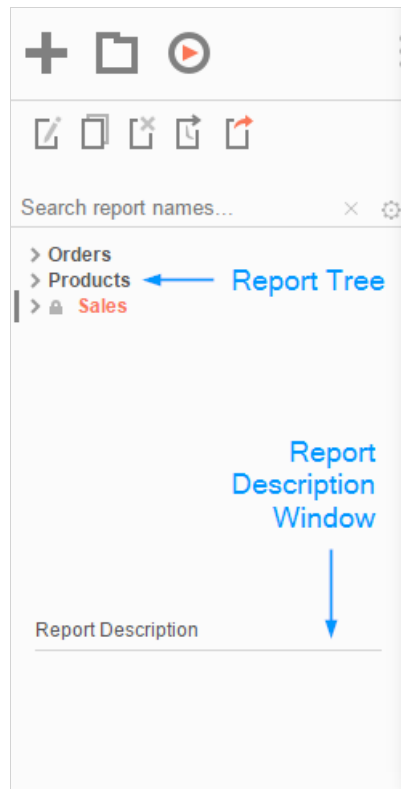 Search report names...
Orders
Products
Report Tree
Sales
Report
Description
Window
Report Description